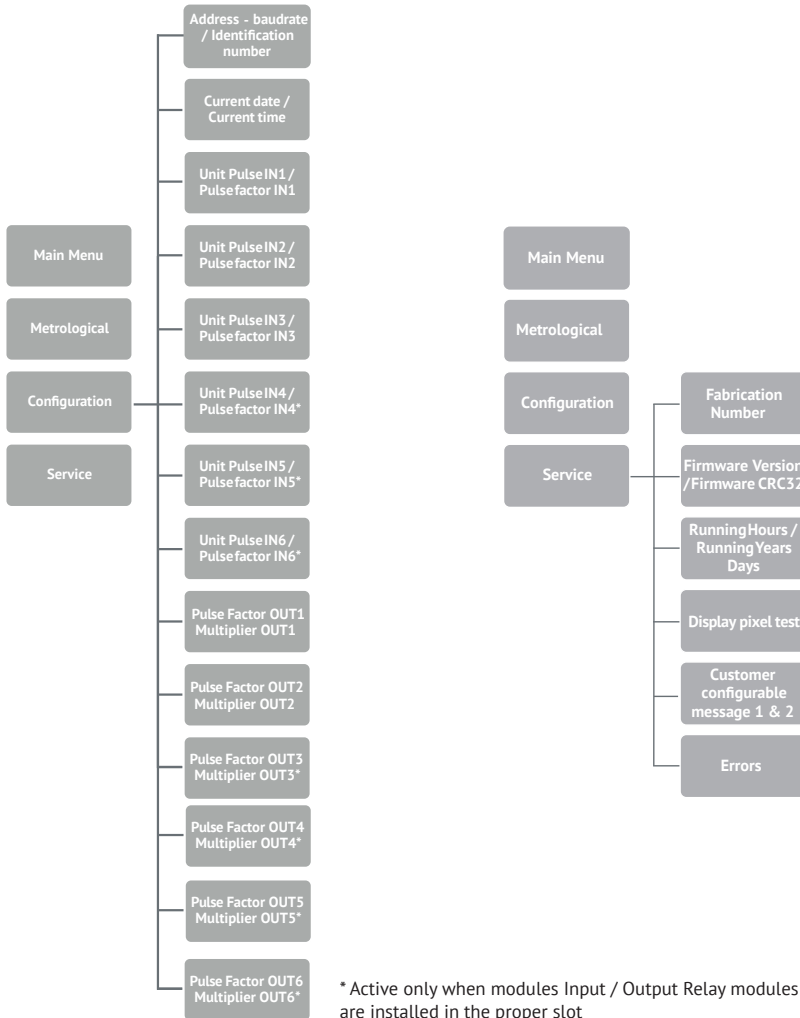 Main Menu
Metrological
Configuration
Service
Address - baudrate
/ Identification
number
Current date /
Current time
Unit Pulse IN1 /
Pulse factor IN1
Unit Pulse IN2 /
Pulse factor IN2
Unit Pulse IN3 /
Pulse factor IN3
Unit Pulse IN4 /
Pulse factor IN4*
Unit Pulse IN5 /
Pulse factor IN5*
Unit Pulse IN6 /
Pulse factor IN6*
Pulse Factor OUT1
Multiplier OUT1
Pulse Factor OUT2
Multiplier OUT2
Pulse Factor OUT3
Multiplier OUT3*
Pulse Factor OUT4
Multiplier OUT4*
Pulse Factor OUT5
Multiplier OUT5*
Pulse Factor OUT6
Multiplier OUT6*
Main Menu
Metrological
Configuration
Service
Fabrication
Number
Firmware Version
/Firmware CRC32
Running Hours /
Running Years
Days
Display pixel test
Customer
configurable
message 1 & 2
Errors
* Active only when modules Input / Output Relay modules
are installed in the proper slot